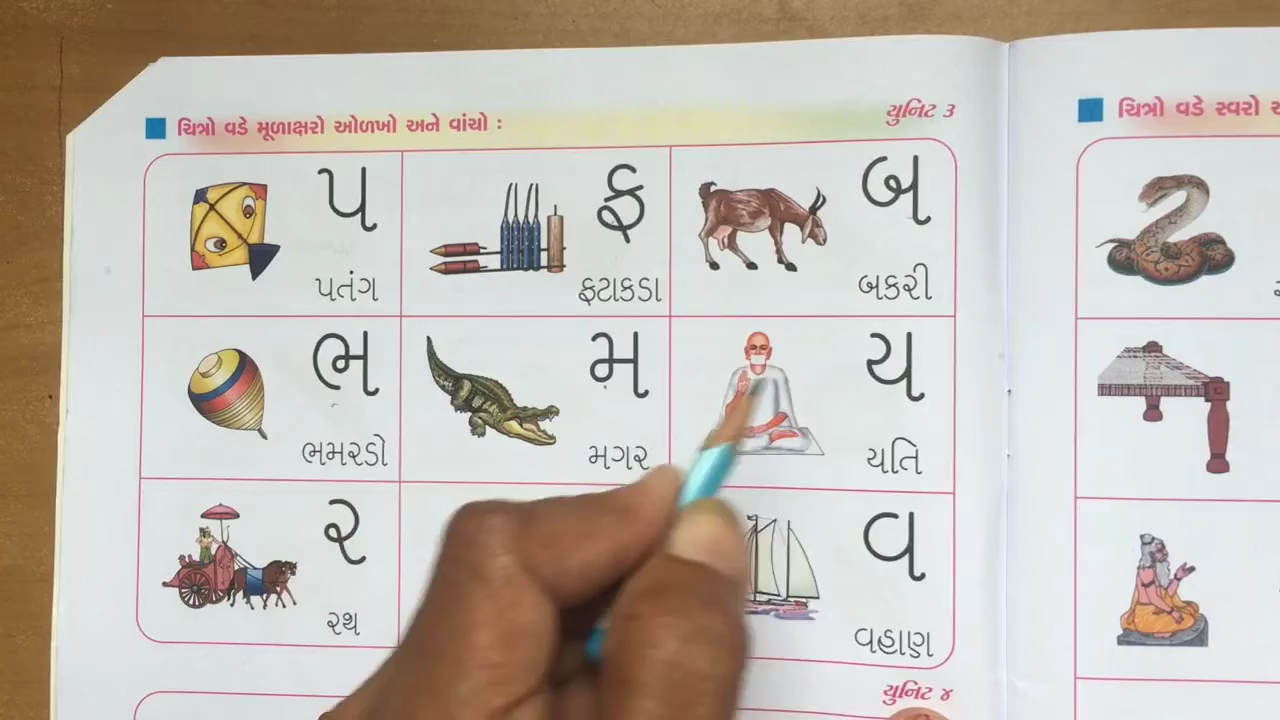 ચિત્રો વડે મૂળાક્ષરો ઓળખો અને વાંચો :
યુનિટ ૩
પ
પતંગ
ફ
ફટાકડા
બ
બકરી
ભ
ભમરડો
મ
મગર
ય
યતિ
ર
રથ
વ
વહાણ
યુનિટ ૪
ચિત્રો વડે સ્વરો